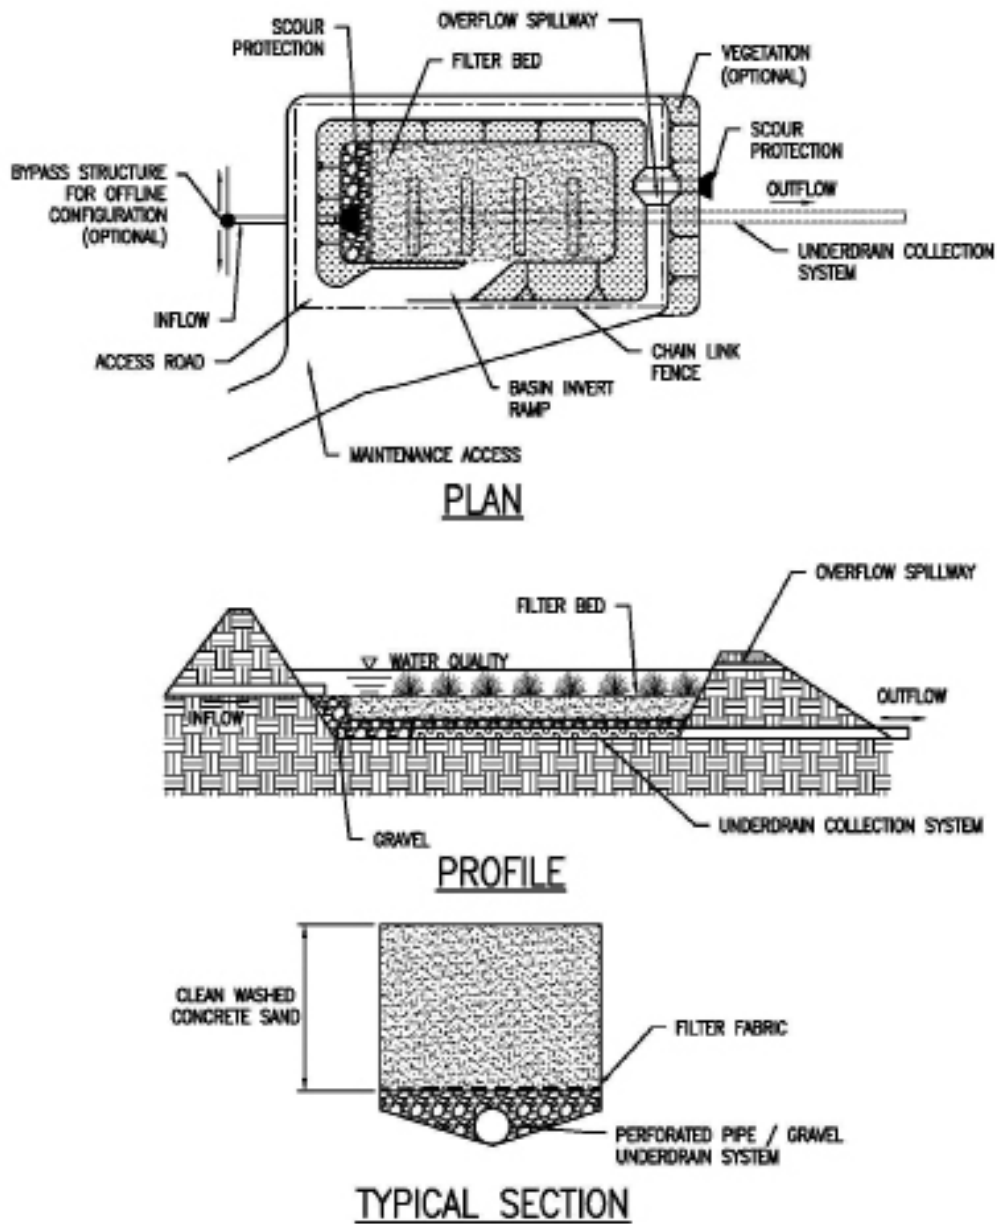 SCOUR
PROTECTION
OVERFLOW SPILLWAY
FILTER BED
VEGETATION
(OPTIONAL)
SCOUR
PROTECTION
BYPASS STRUCTURE
FOR OFFLINE
CONFIGURATION
(OPTIONAL)
OUTFLOW
UNDERDRAIN COLLECTION
SYSTEM
INFLOW
ACCESS ROAD
CHAIN LINK
FENCE
BASIN INVERT
RAMP
MAINTENANCE ACCESS
PLAN
OVERFLOW SPILLWAY
FILTER BED
WATER QUALITY
OUTFLOW
INFLOW
UNDERDRAIN COLLECTION SYSTEM
GRAVEL
PROFILE
CLEAN WASHED
CONCRETE SAND
FILTER FABRIC
PERFORATED PIPE / GRAVEL
UNDERDRAIN SYSTEM
TYPICAL SECTION